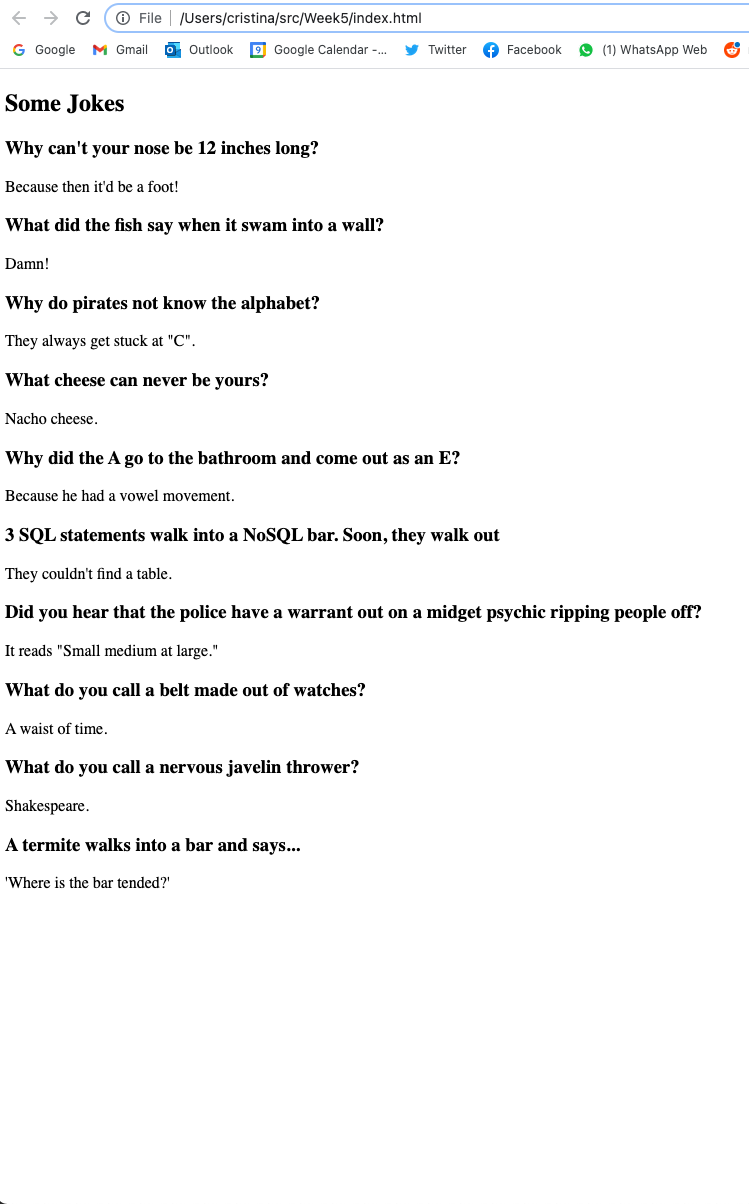 File | /Users/cristina/src/Week5/index.html
Google Gmail Outlook 9 Google Calendar -... Twitter Facebook (1) WhatsApp Web
Some Jokes
Why can't your nose be 12 inches long?
Because then it'd be a foot!
What did the fish say when it swam into a wall?
Damn!
Why do pirates not know the alphabet?
They always get stuck at "C".
What cheese can never be yours?
Nacho cheese.
Why did the A go to the bathroom and come out as an E?
Because he had a vowel movement.
3 SQL statements walk into a NoSQL bar. Soon, they walk out
They couldn't find a table.
Did you hear that the police have a warrant out on a midget psychic ripping people off?
It reads "Small medium at large."
What do you call a belt made out of watches?
A waist of time.
What do you call a nervous javelin thrower?
Shakespeare.
A termite walks into a bar and says...
'Where is the bar tended?'